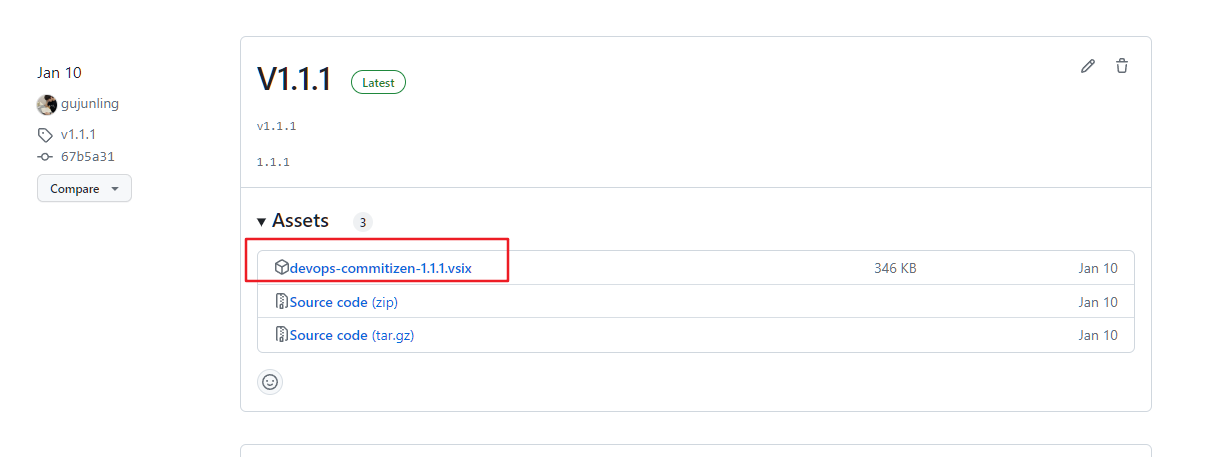 Jan 10
gujunling
v1.1.1
67b5a31
Compare
V1.1.1 Latest
v1.1.1
1.1.1
Assets 3
devops-commitizen-1.1.1.vsix 346 KB Jan 10
Source code (zip) Jan 10
Source code (tar.gz) Jan 10